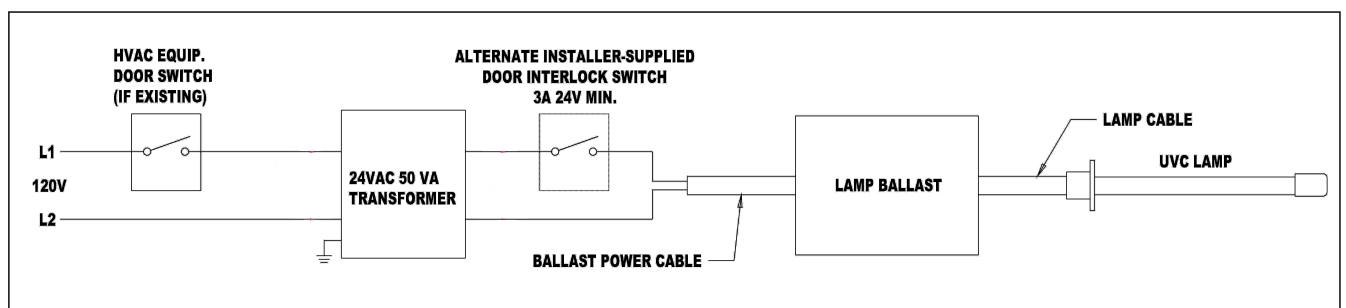 HVAC EQUIP.
DOOR SWITCH
(IF EXISTING)
ALTERNATE INSTALLER-SUPPLIED
DOOR INTERLOCK SWITCH
3A 24V MIN.
LAMP CABLE
L1
UVC LAMP
120V
24VAC 50 VA
TRANSFORMER
LAMP BALLAST
L2
BALLAST POWER CABLE